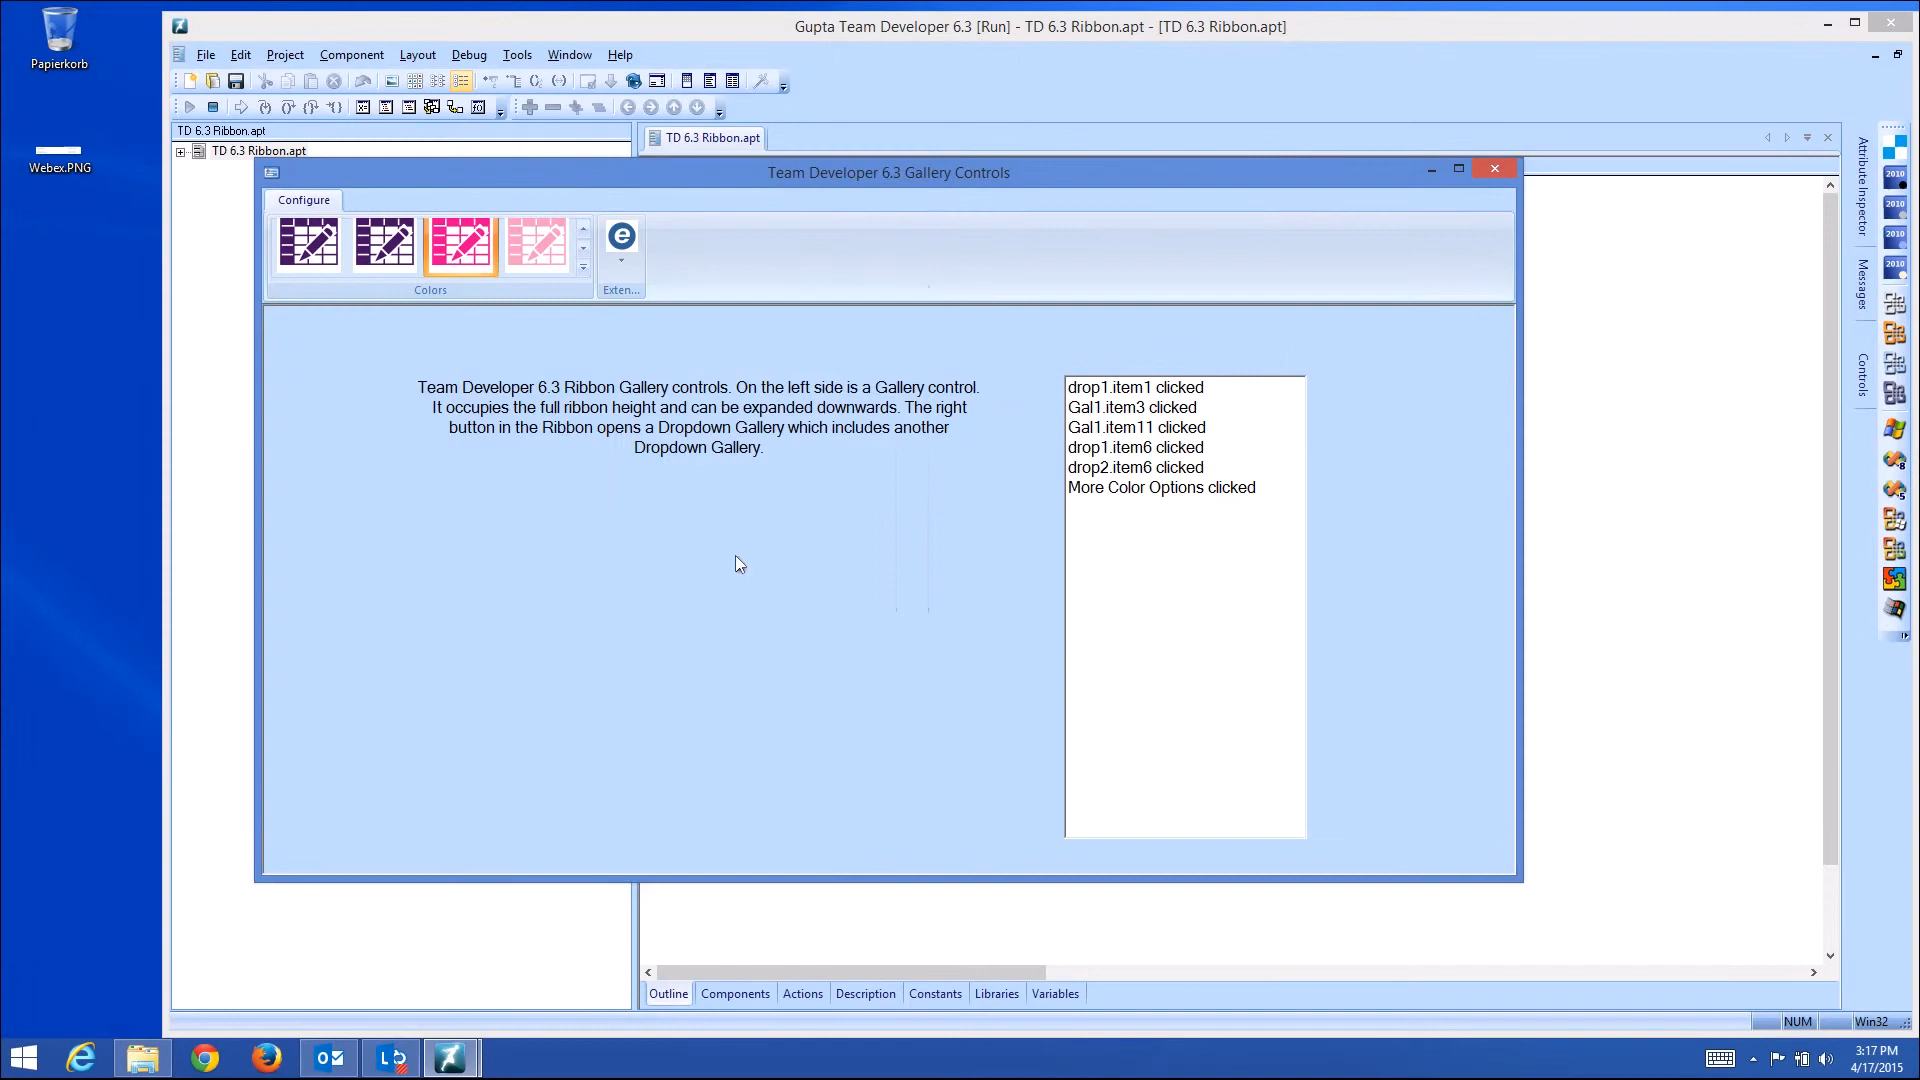 Papierkorb
Webex.PNG
Gupta Team Developer 6.3 [Run] - TD 6.3 Ribbon.apt - [TD 6.3 Ribbon.apt]
File Edit Project Component Layout Debug Tools Window Help
TD 6.3 Ribbon.apt
TD 6.3 Ribbon.apt
TD 6.3 Ribbon.apt
Team Developer 6.3 Gallery Controls
Configure
Colors
Exten...
Team Developer 6.3 Ribbon Gallery controls. On the left side is a Gallery control.
It occupies the full ribbon height and can be expanded downwards. The right
button in the Ribbon opens a Dropdown Gallery which includes another
Dropdown Gallery.
drop1.item1 clicked
Gal1.item3 clicked
Gal1.item11 clicked
drop1.item6 clicked
drop2.item6 clicked
More Color Options clicked
Attribute Inspector
Messages
Controls
2010
2010
2010
2010
Outline Components Actions Description Constants Libraries Variables
NUM Win32
3:17 PM
4/17/2015